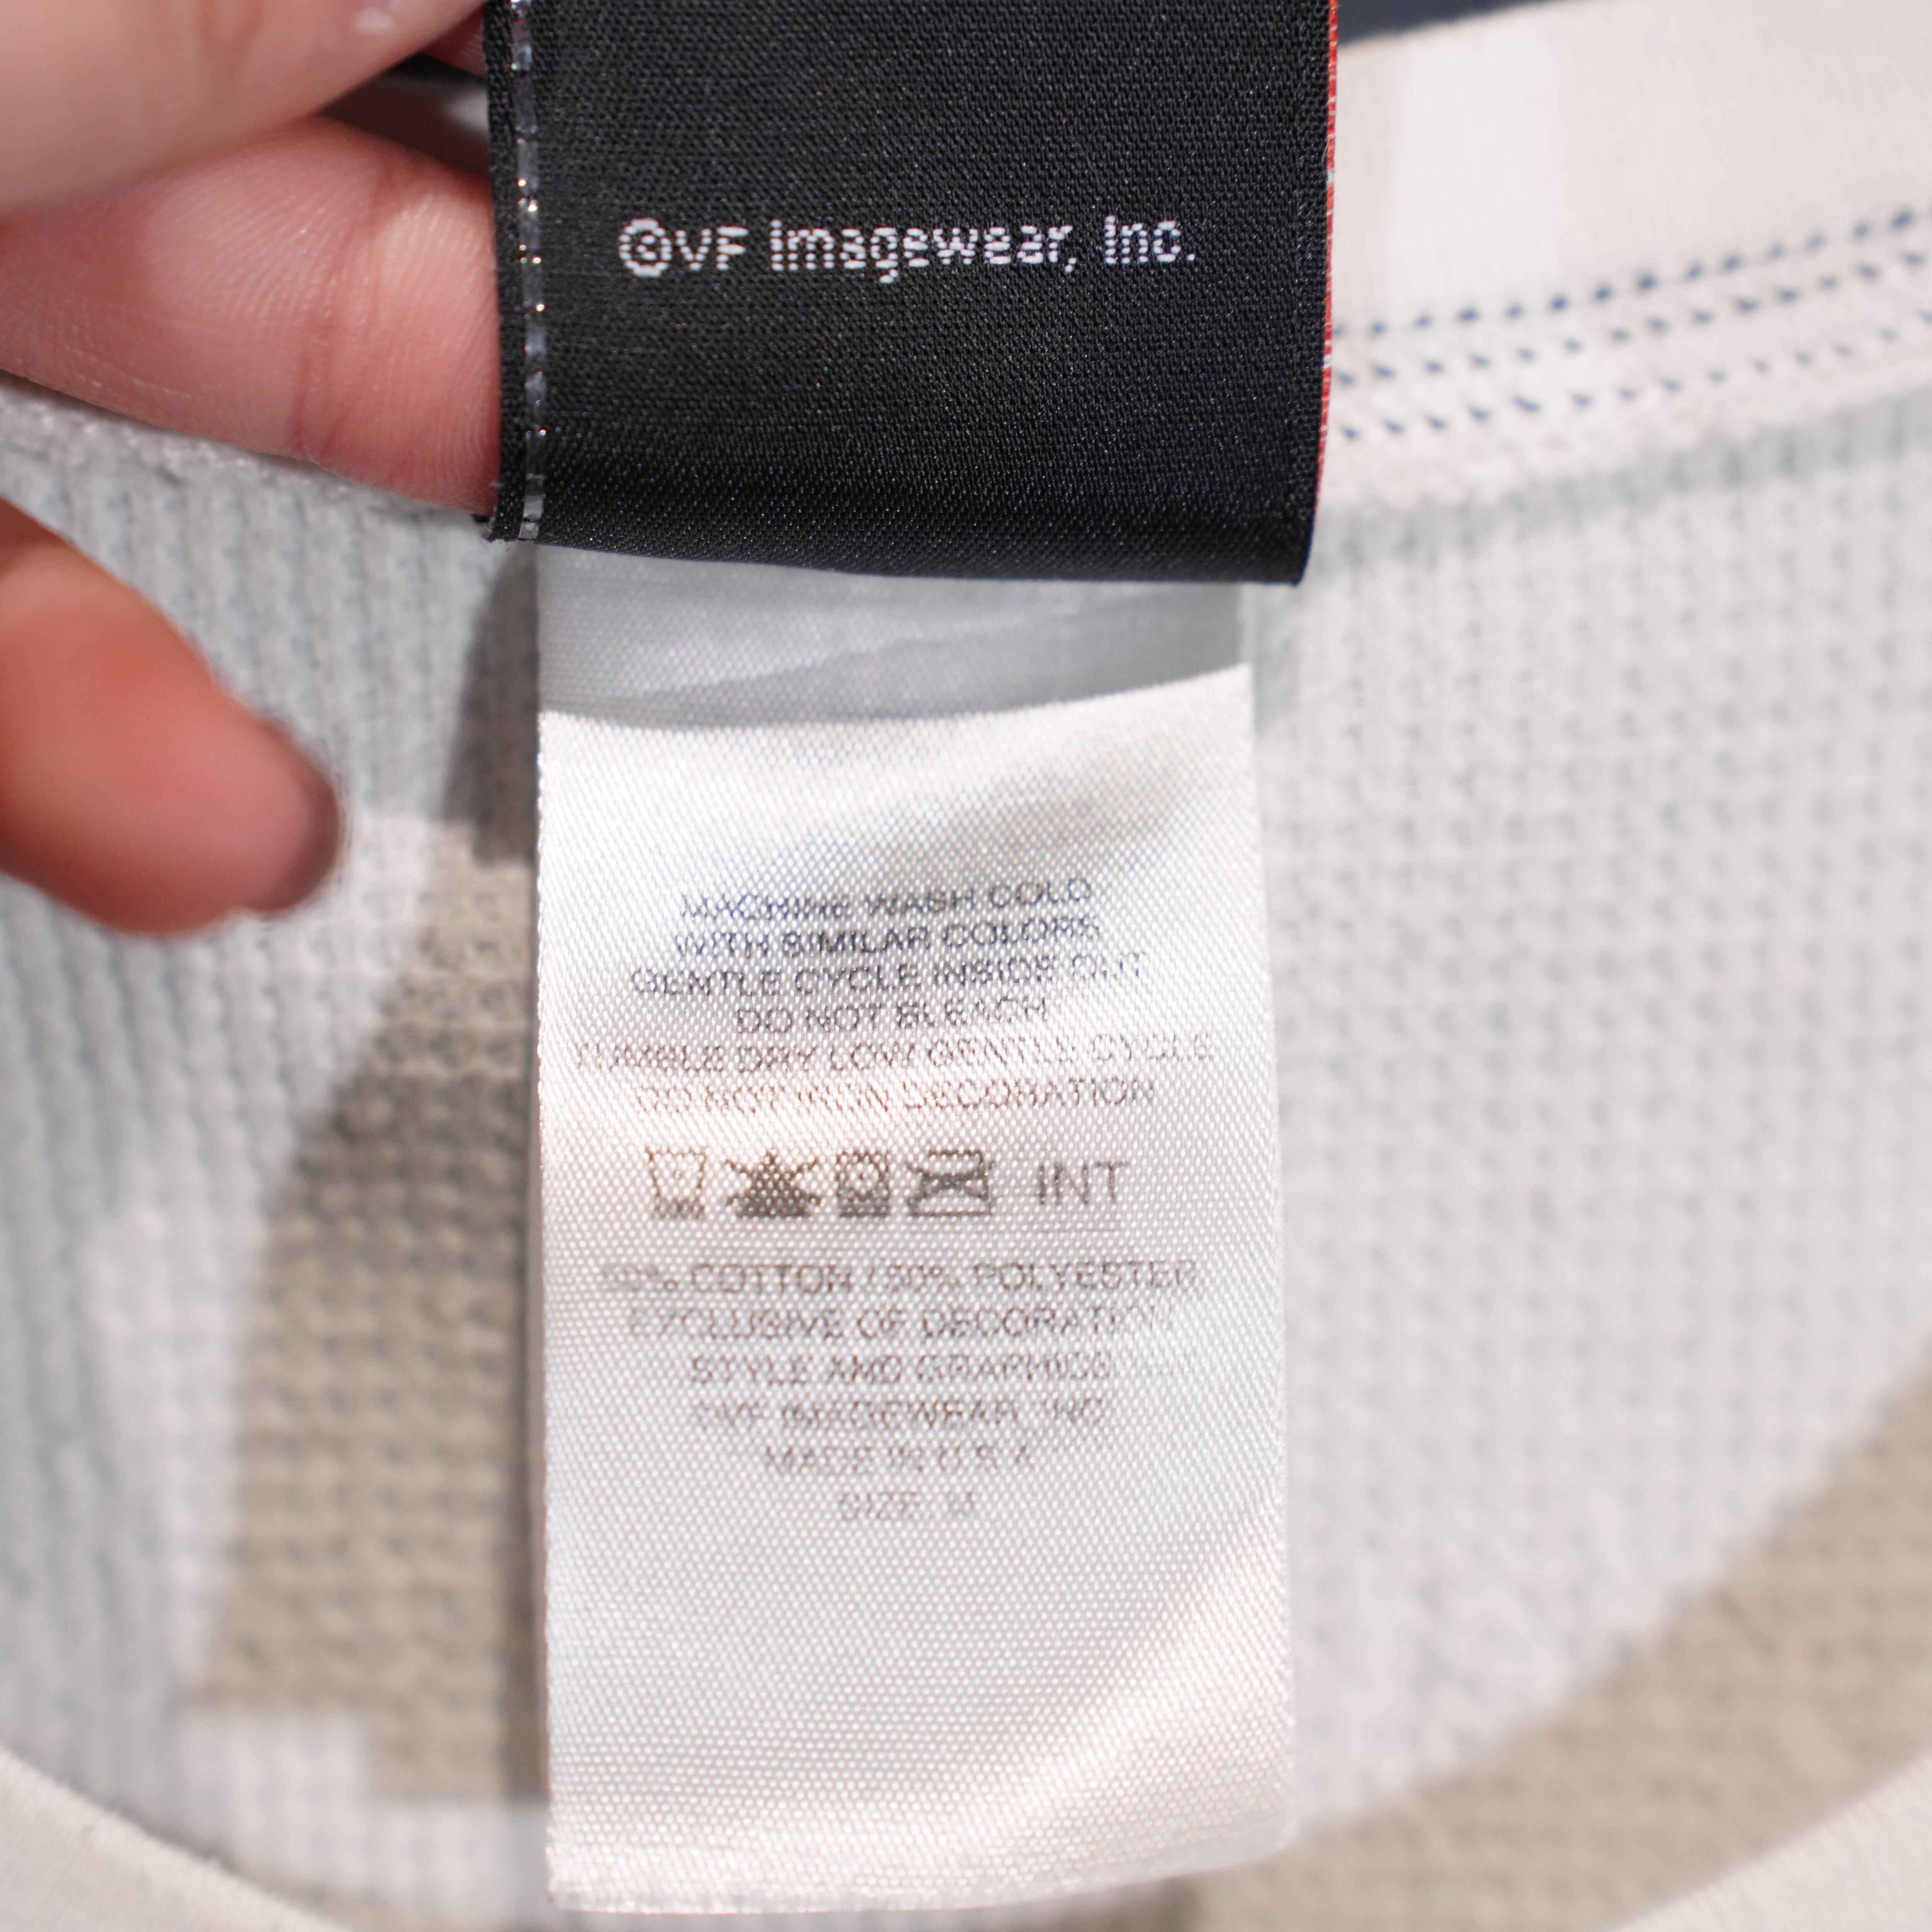 ©VF Imagewear, Inc.
MACHINE WASH COLD
WITH SIMILAR COLORS
GENTLE CYCLE INSIDE OUT
DO NOT BLEACH
TUMBLE DRY LOW GENTLE CYCLE
DO NOT IRON DECORATION
INT
50% COTTON / 50% POLYESTER
EXCLUSIVE OF DECORATION
STYLE AND GRAPHICS
©VF IMAGEWEAR, INC
MADE IN U.S.A
SIZE: M